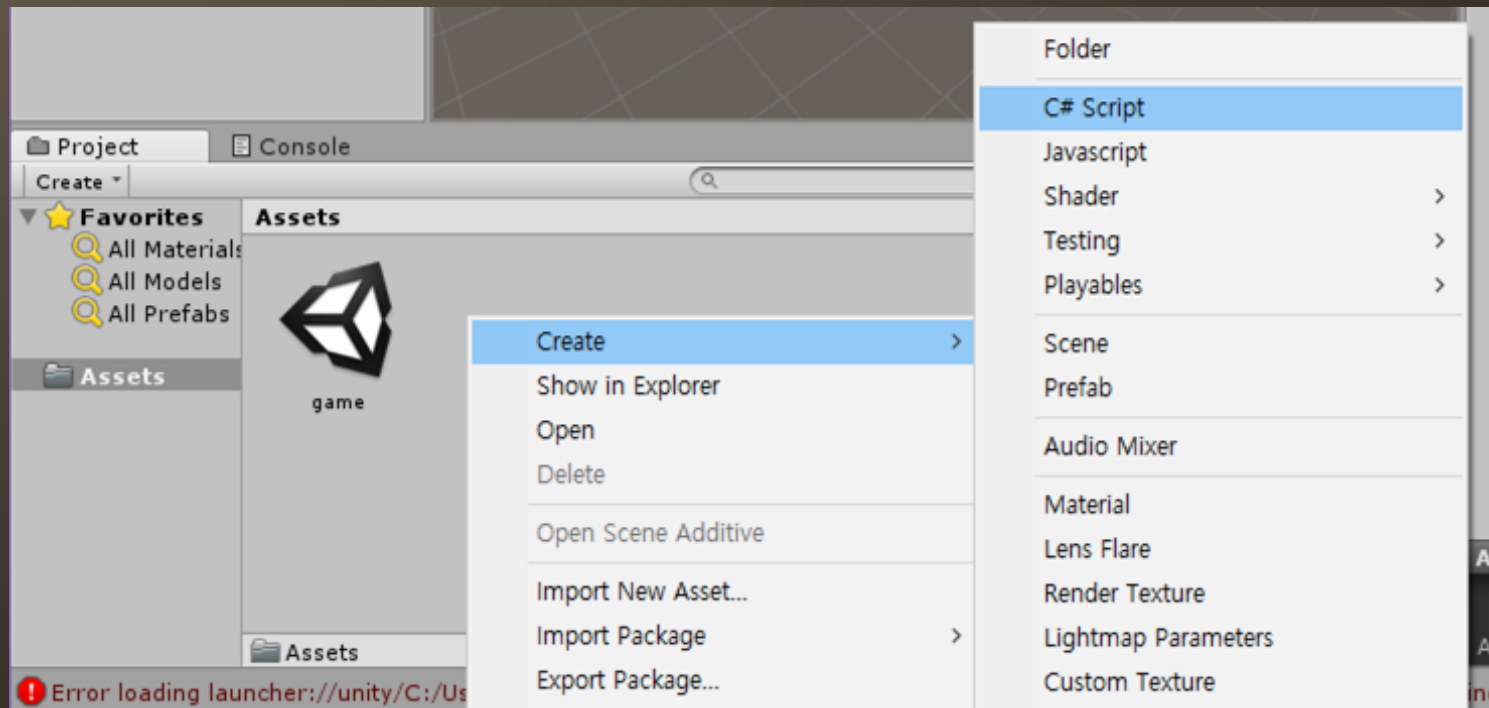 Project
Console
Create
Favorites
All Materials
All Models
All Prefabs
Assets
Assets
game
Assets
Error loading launcher://unity/C:/Us
Create
Show in Explorer
Open
Delete
Open Scene Additive
Import New Asset...
Import Package
Export Package...
Folder
C# Script
Javascript
Shader
Testing
Playables
Scene
Prefab
Audio Mixer
Material
Lens Flare
Render Texture
Lightmap Parameters
Custom Texture